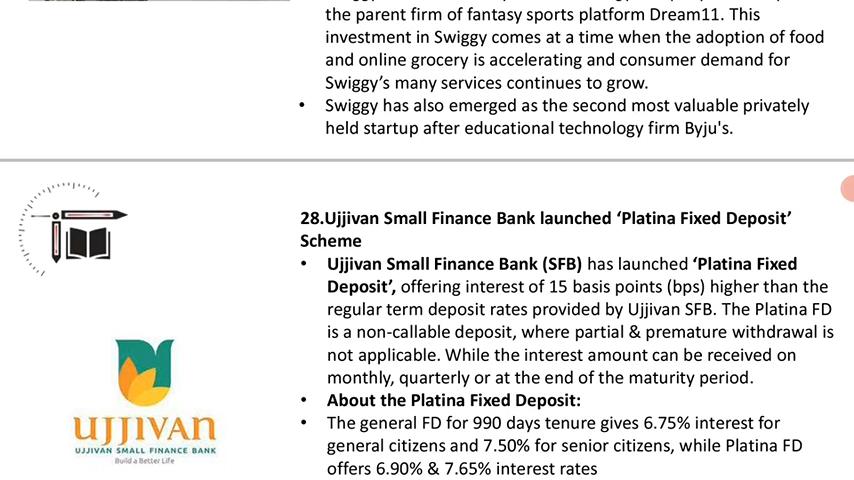 the parent firm of fantasy sports platform Dream11. This
investment in Swiggy comes at a time when the adoption of food
and online grocery is accelerating and consumer demand for
Swiggy's many services continues to grow.
• Swiggy has also emerged as the second most valuable privately
held startup after educational technology firm Byju's.
28.Ujjivan Small Finance Bank launched ‘Platina Fixed Deposit’
Scheme
• Ujjivan Small Finance Bank (SFB) has launched ‘Platina Fixed
Deposit’, offering interest of 15 basis points (bps) higher than the
regular term deposit rates provided by Ujjivan SFB. The Platina FD
is a non-callable deposit, where partial & premature withdrawal is
not applicable. While the interest amount can be received on
monthly, quarterly or at the end of the maturity period.
• About the Platina Fixed Deposit:
• The general FD for 990 days tenure gives 6.75% interest for
general citizens and 7.50% for senior citizens, while Platina FD
offers 6.90% & 7.65% interest rates
UJJIVAN
UJJIVAN SMALL FINANCE BANK
Build a Better Life